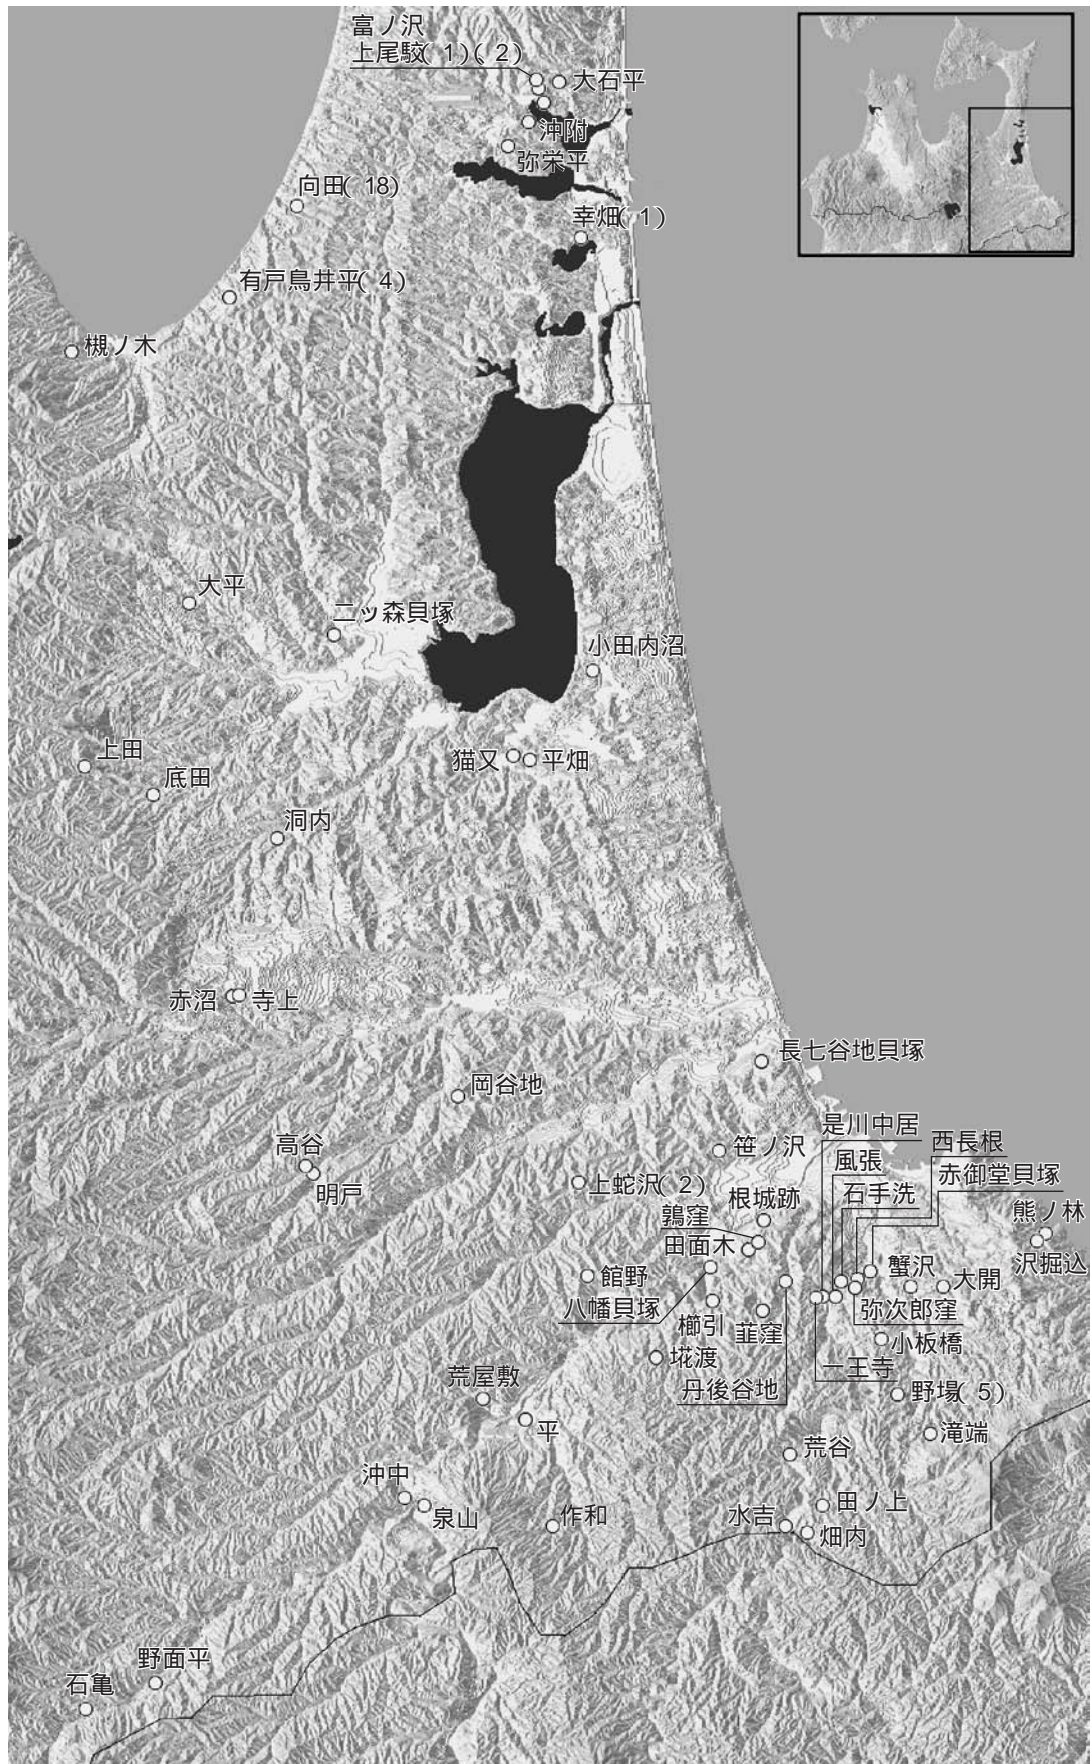 富ノ沢
上尾駮( 1)( 2)
大石平
沖附
弥栄平
向田( 18)
幸畑( 1)
有戸鳥井平( 4)
槻ノ木
大平
二ッ森貝塚
小田内沼
上田
猫又
平畑
底田
洞内
赤沼
寺上
長七谷地貝塚
岡谷地
是川中居
西長根
高谷
笹ノ沢
風張
赤御堂貝塚
明戸
上蛇沢( 2)
石手洗
根城跡
熊ノ林
鶉窪
田面木
沢掘込
館野
蟹沢
大開
八幡貝塚
弥次郎窪
櫛引
韮窪
小板橋
埖渡
一王寺
荒屋敷
丹後谷地
野場( 5)
平
滝端
荒谷
沖中
田ノ上
泉山
作和
水吉
畑内
野面平
石亀